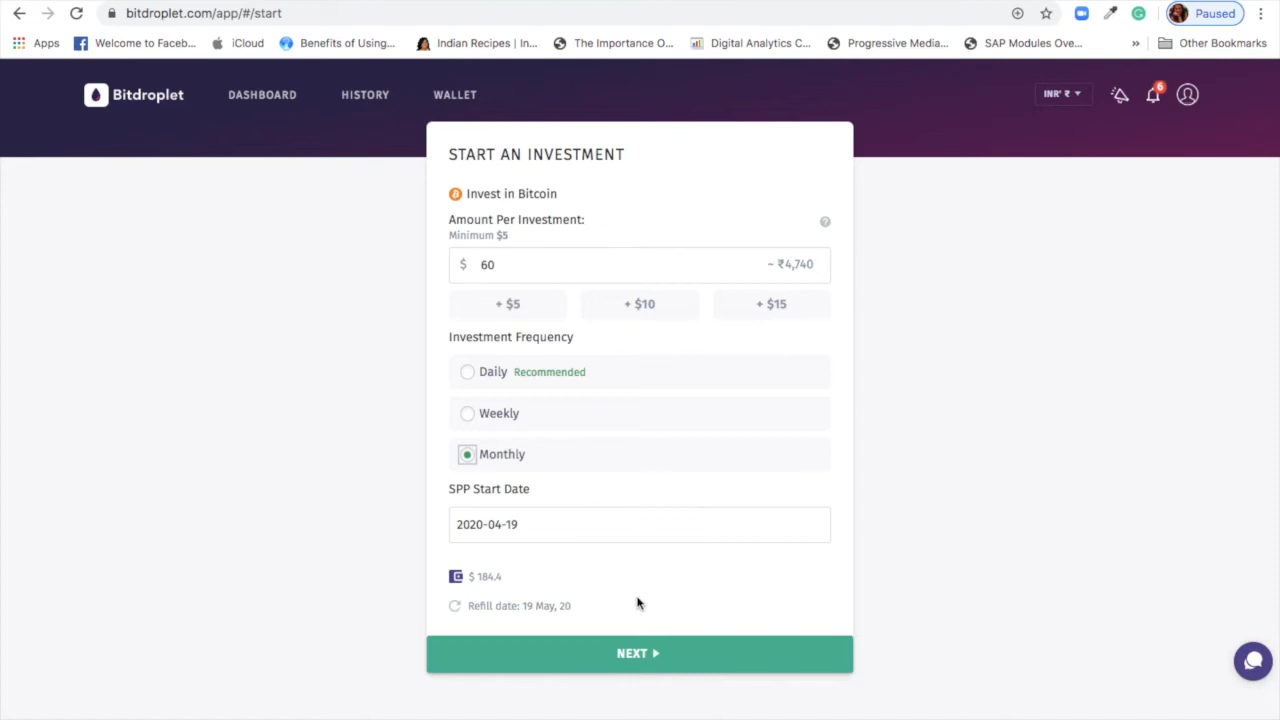 bitdroplet.com/app/#/start
Paused
Apps
Welcome to Faceb...
iCloud
Benefits of Using...
Indian Recipes | In...
The Importance O...
Digital Analytics C...
Progressive Media...
SAP Modules Ove...
»
Other Bookmarks
Bitdroplet
DASHBOARD
HISTORY
WALLET
INR' ₹
6
START AN INVESTMENT
Invest in Bitcoin
Amount Per Investment:
?
Minimum $5
$ 60 ~ ₹4,740
+ $5
+ $10
+ $15
Investment Frequency
Daily Recommended
Weekly
Monthly
SPP Start Date
2020-04-19
$ 184.4
Refill date: 19 May, 20
NEXT